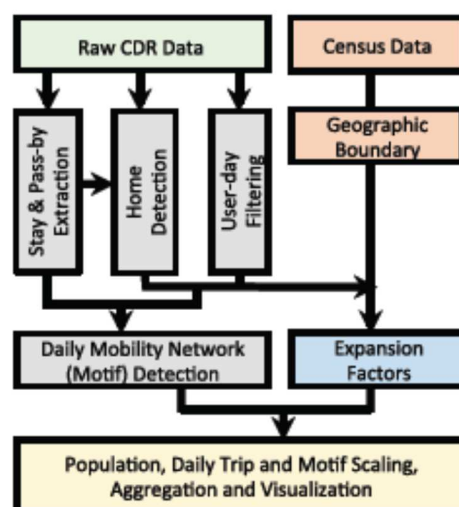 Raw CDR Data
Census Data
Stay & Pass-by
Extraction
Home
Detection
User-day
Filtering
Geographic
Boundary
Daily Mobility Network
(Motif) Detection
Expansion
Factors
Population, Daily Trip and Motif Scaling,
Aggregation and Visualization